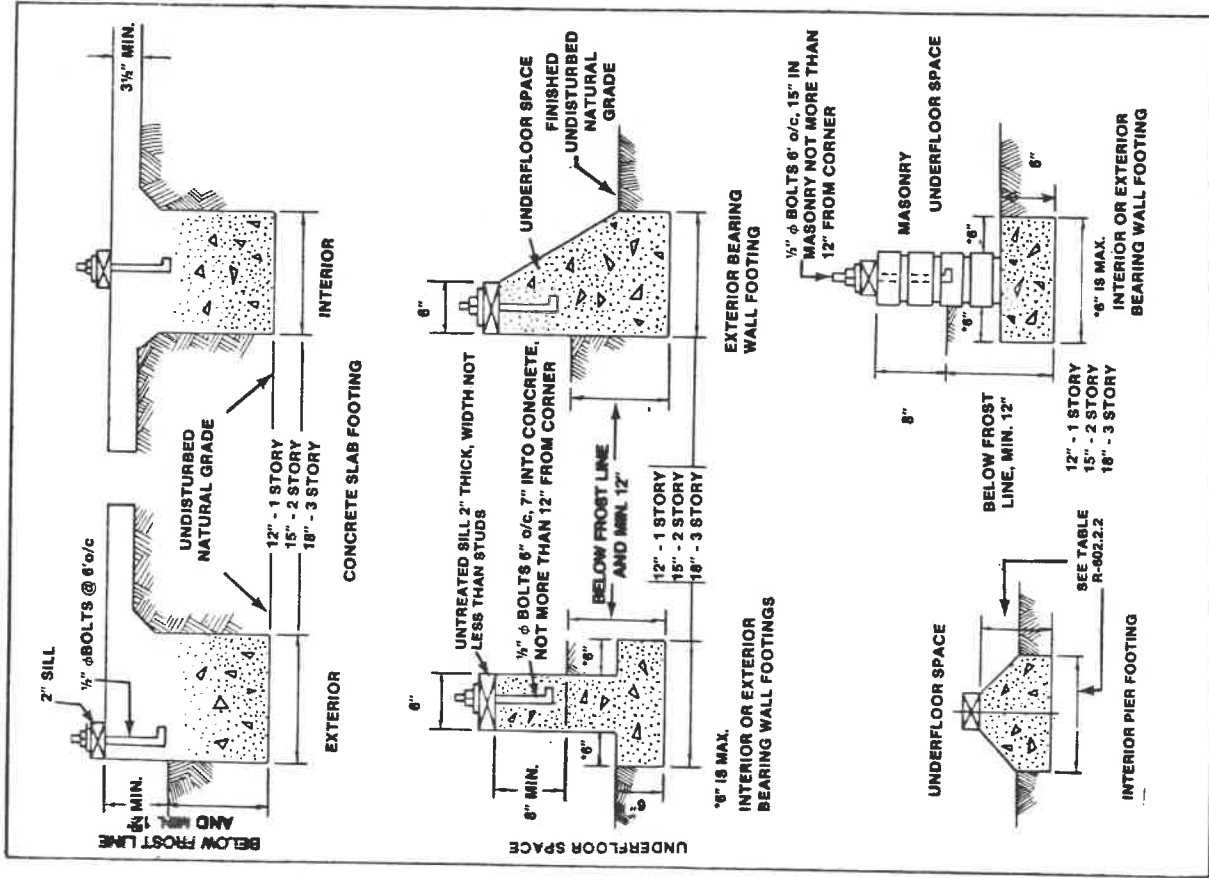 2" SILL
½" ϕBOLTS @ 6'o/c
3½" MIN.
8" MIN.
BELOW FROST LINE
AND MIN. 12"
UNDISTURBED
NATURAL GRADE
12" - 1 STORY
15" - 2 STORY
18" - 3 STORY
EXTERIOR
CONCRETE SLAB FOOTING
INTERIOR
UNTREATED SILL 2" THICK, WIDTH NOT
LESS THAN STUDS
½" ϕ BOLTS 6" o/c, 7" INTO CONCRETE,
NOT MORE THAN 12" FROM CORNER
6"
8" MIN.
*6"
*6"
6"
UNDERFLOOR SPACE
BELOW FROST LINE
AND MIN. 12"
12" - 1 STORY
15" - 2 STORY
18" - 3 STORY
*6" IS MAX.
INTERIOR OR EXTERIOR
BEARING WALL FOOTINGS
6"
UNDERFLOOR SPACE
FINISHED
UNDISTURBED
NATURAL
GRADE
EXTERIOR BEARING
WALL FOOTING
UNDERFLOOR SPACE
SEE TABLE
R-602.2.2
INTERIOR PIER FOOTING
½" ϕ BOLTS 6' o/c, 15" IN
MASONRY NOT MORE THAN
12" FROM CORNER
MASONRY
UNDERFLOOR SPACE
8"
*6"
*6"
6"
BELOW FROST
LINE, MIN. 12"
12" - 1 STORY
15" - 2 STORY
18" - 3 STORY
*6" IS MAX.
INTERIOR OR EXTERIOR
BEARING WALL FOOTING